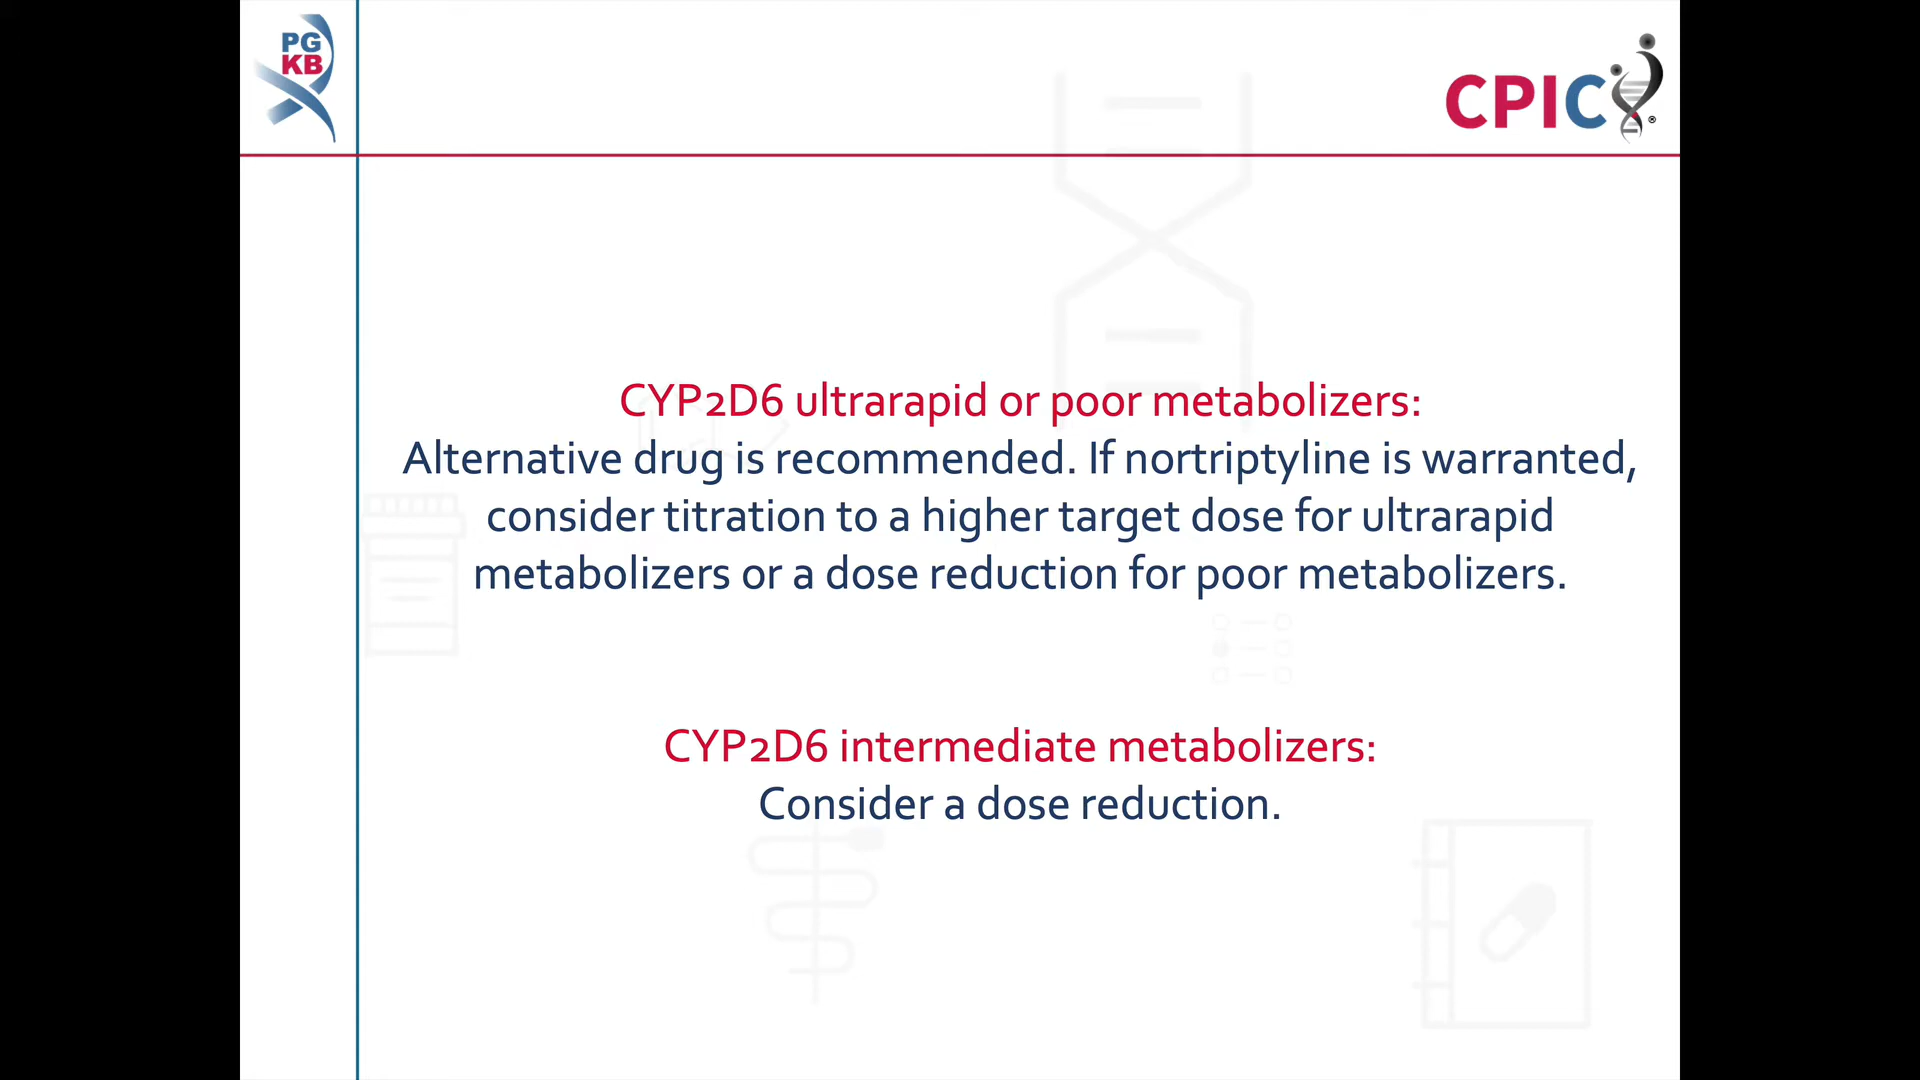 PG
KB
CPIC®
CYP2D6 ultrarapid or poor metabolizers:
Alternative drug is recommended. If nortriptyline is warranted,
consider titration to a higher target dose for ultrarapid
metabolizers or a dose reduction for poor metabolizers.
CYP2D6 intermediate metabolizers:
Consider a dose reduction.